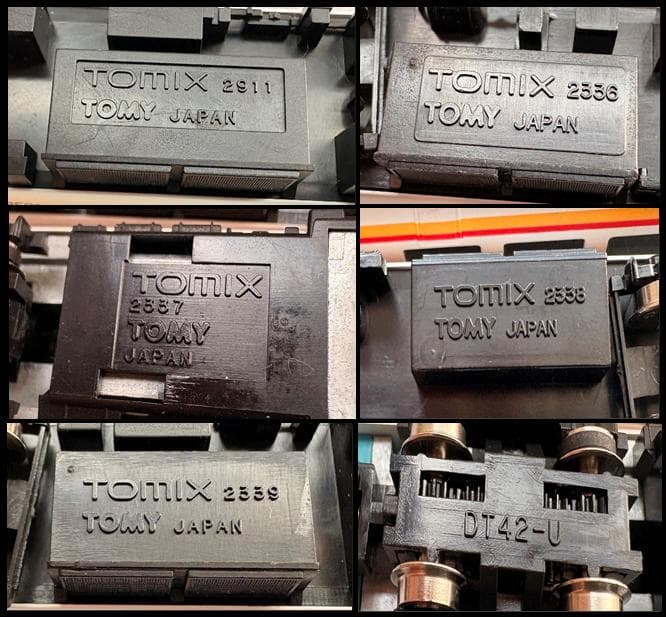 TOMIX 2911
TOMY JAPAN
TOMIX 2336
TOMY JAPAN
TOMIX
2337
TOMY
JAPAN
TOMIX 2338
TOMY JAPAN
TOMIX 2339
TOMY JAPAN
DT42-U